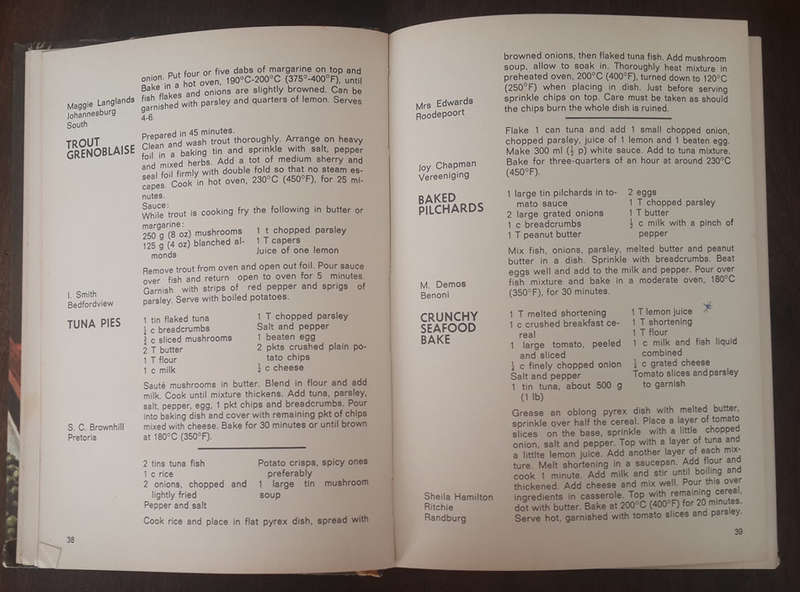 onion. Put four or five dabs of margarine on top and
Bake in a hot oven, 190°C-200°C (375°-400°F), until
fish flakes and onions are slightly browned. Can be
garnished with parsley and quarters of lemon. Serves
4-6.
Maggie Langlands
Johannesburg
South
TROUT
GRENOBLAISE
Prepared in 45 minutes.
Clean and wash trout thoroughly. Arrange on heavy
foil in a baking tin and sprinkle with salt, pepper
and mixed herbs. Add a tot of medium sherry and
seal foil firmly with double fold so that no steam es-
capes. Cook in hot oven, 230°C (450°F), for 25 mi-
nutes.
Sauce:
While trout is cooking fry the following in butter or
margarine:
250 g (8 oz) mushrooms
125 g (4 oz) blanched al-
monds
1 t chopped parsley
1 T capers
Juice of one lemon
Remove trout from oven and open out foil. Pour sauce
over fish and return open to oven for 5 minutes.
Garnish with strips of red pepper and sprigs of
parsley. Serve with boiled potatoes.
I. Smith
Bedfordview
TUNA PIES
1 tin flaked tuna
c breadcrumbs
c sliced mushrooms
2 T butter
1 T flour
1 c milk
1 T chopped parsley
Salt and pepper
1 beaten egg
2 pkts crushed plain po-
tato chips
c cheese
Sauté mushrooms in butter. Blend in flour and add
milk. Cook until mixture thickens. Add tuna, parsley,
salt, pepper, egg, 1 pkt chips and breadcrumbs. Pour
into baking dish and cover with remaining pkt of chips
mixed with cheese. Bake for 30 minutes or until brown
at 180°C (350°F).
S. C. Brownhill
Pretoria
2 tins tuna fish
1 c rice
2 onions, chopped and
lightly fried
Pepper and salt
Potato crisps, spicy ones
preferably
1 large tin mushroom
soup
Cook rice and place in flat pyrex dish, spread with
38
browned onions, then flaked tuna fish. Add mushroom
soup, allow to soak in. Thoroughly heat mixture in
preheated oven, 200°C (400°F), turned down to 120°C
(250°F) when placing in dish. Just before serving
sprinkle chips on top. Care must be taken as should
the chips burn the whole dish is ruined.
Mrs Edwards
Roodepoort
Flake 1 can tuna and add 1 small chopped onion,
chopped parsley, juice of 1 lemon and 1 beaten egg.
Make 300 ml (½ p) white sauce. Add to tuna mixture.
Bake for three-quarters of an hour at around 230°C
(450°F).
Joy Chapman
Vereeniging
BAKED
PILCHARDS
1 large tin pilchards in to-
mato sauce
2 large grated onions
1 c breadcrumbs
1 T peanut butter
2 eggs
1 T chopped parsley
1 T butter
½ c milk with a pinch of
pepper
Mix fish, onions, parsley, melted butter and peanut
butter in a dish. Sprinkle with breadcrumbs. Beat
eggs well and add to the milk and pepper. Pour over
fish mixture and bake in a moderate oven, 180°C
(350°F), for 30 minutes.
M. Demos
Benoni
CRUNCHY
SEAFOOD
BAKE
1 T melted shortening
1 c crushed breakfast ce-
real
1 large tomato, peeled
and sliced
c finely chopped onion
Salt and pepper
1 tin tuna, about 500 g
(1 lb)
1 T lemon juice
1 T shortening
1 T flour
1 c milk and fish liquid
combined
c grated cheese
Tomato slices and parsley
to garnish
Grease an oblong pyrex dish with melted butter,
sprinkle over half the cereal. Place a layer of tomato
slices on the base, sprinkle with a little chopped
onion, salt and pepper. Top with a layer of tuna and
a littlte lemon juice. Add another layer of each mix-
ture. Melt shortening in a saucepan. Add flour and
cook 1 minute. Add milk and stir until boiling and
thickened. Add cheese and mix well. Pour this over
ingredients in casserole. Top with remaining cereal,
dot with butter. Bake at 200°C (400°F) for 20 minutes.
Serve hot, garnished with tomato slices and parsley.
Sheila Hamilton
Ritchie
Randburg
39